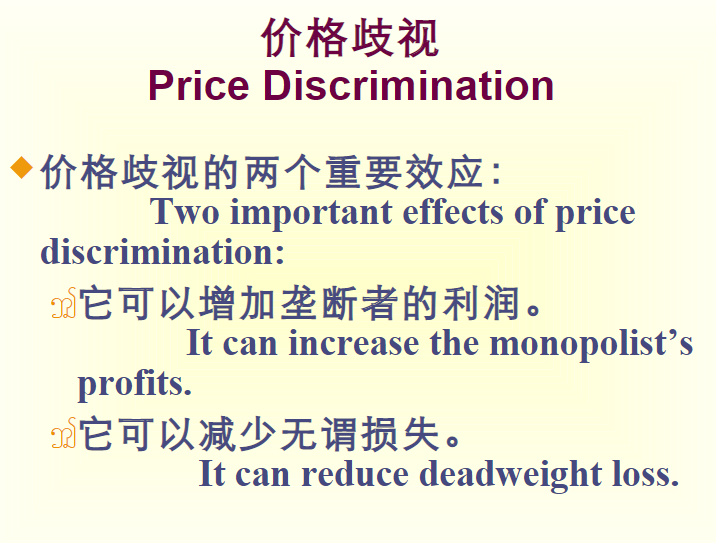 价格歧视
Price Discrimination
价格歧视的两个重要效应：
Two important effects of price
discrimination:
它可以增加垄断者的利润。
It can increase the monopolist’s
profits.
它可以减少无谓损失。
It can reduce deadweight loss.